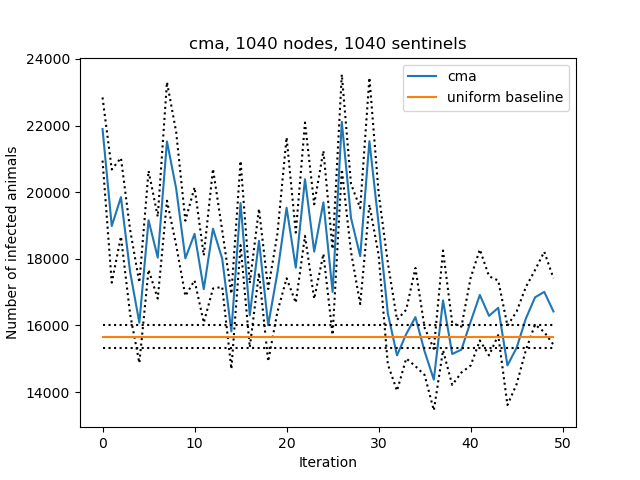 cma, 1040 nodes, 1040 sentinels
24000
22000
20000
18000
16000
14000
Number of infected animals
cma
uniform baseline
0
10
20
30
40
50
Iteration